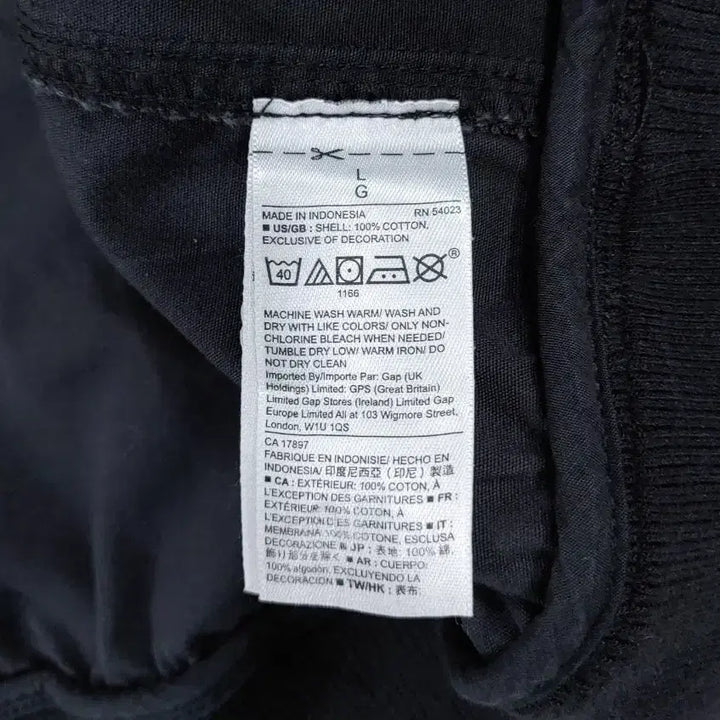 L
G
MADE IN INDONESIA RN 54023
■ US/GB : SHELL: 100% COTTON.
EXCLUSIVE OF DECORATION
40
®
1166
MACHINE WASH WARM/ WASH AND
DRY WITH LIKE COLORS/ ONLY NON-
CHLORINE BLEACH WHEN NEEDED/
TUMBLE DRY LOW/ WARM IRON/ DO
NOT DRY CLEAN
Imported By/Importe Par: Gap (UK
Holdings) Limited: GPS (Great Britain)
Limited Gap Stores (Ireland) Limited Gap
Europe Limited All at 103 Wigmore Street,
London, W1U 1QS
CA 17897
FABRIQUE EN INDONISIE/ HECHO EN
INDONESIA/ 印度尼西亞 (印尼) 製造
■ CA : EXTÉRIEUR: 100% COTON, À
L'EXCEPTION DES GARNITURES ■ FR :
EXTÉRIEUR: 100% COTON, À
L'EXCEPTION DES GARNITURES ■ IT :
MEMBRANA: 100% COTONE, ESCLUSA
DECORAZIONE ■ JP : 表地: 100% 綿,
飾り部分を除く ■ AR : CUERPO:
100% algodón, EXCLUYENDO LA
DECORACION ■ TW/HK : 表布: